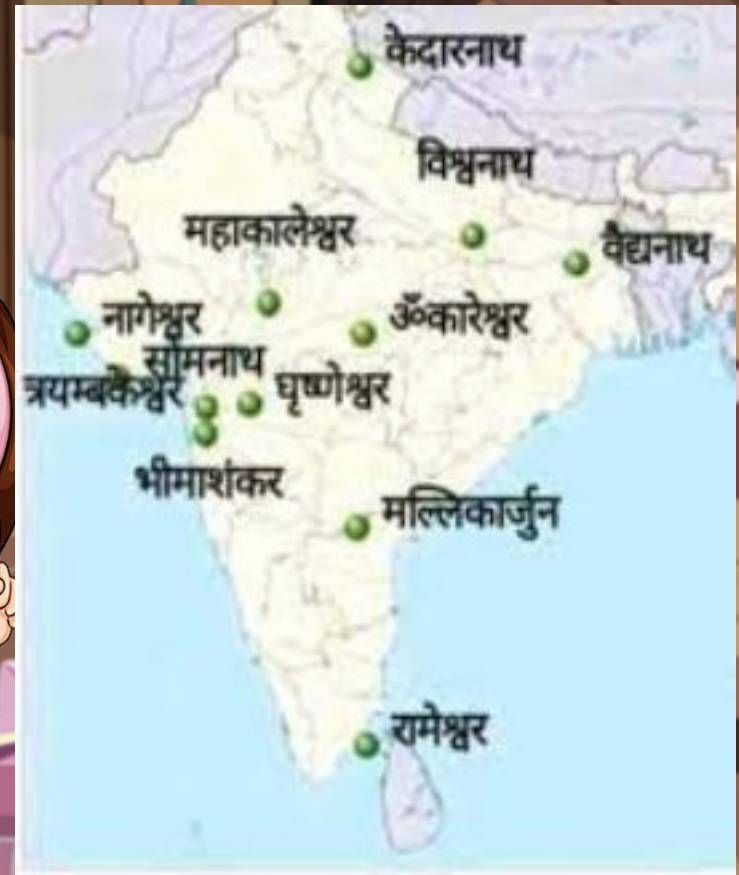 केदारनाथ
विश्वनाथ
महाकालेश्वर
वैद्यनाथ
नागेश्वर
ॐकारेश्वर
सोमनाथ
त्रयम्बकेश्वर
घृष्णेश्वर
भीमाशंकर
मल्लिकार्जुन
रामेश्वर